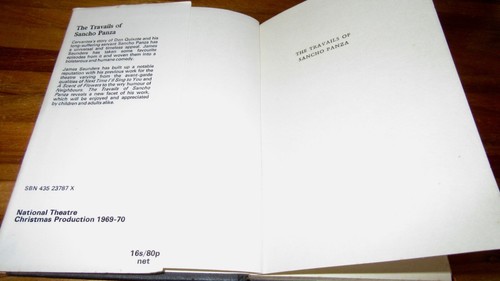 The Travails of
Sancho Panza
Cervantes's story of Don Quixote and his
long-suffering servant Sancho Panza has
a universal and timeless appeal. James
Saunders has taken some favourite
episodes from it and woven them into a
boisterous and humane comedy.
James Saunders has built up a notable
reputation with his previous work for the
theatre varying from the avant-garde
qualities of Next Time I'll Sing to You and
A Scent of Flowers to the wry humour of
Neighbours. The Travails of Sancho
Panza reveals a new facet of his work,
which will be enjoyed and appreciated
by children and adults alike.
SBN 435 23787 X
National Theatre
Christmas Production 1969-70
16s/80p
net
THE TRAVAILS OF
SANCHO PANZA